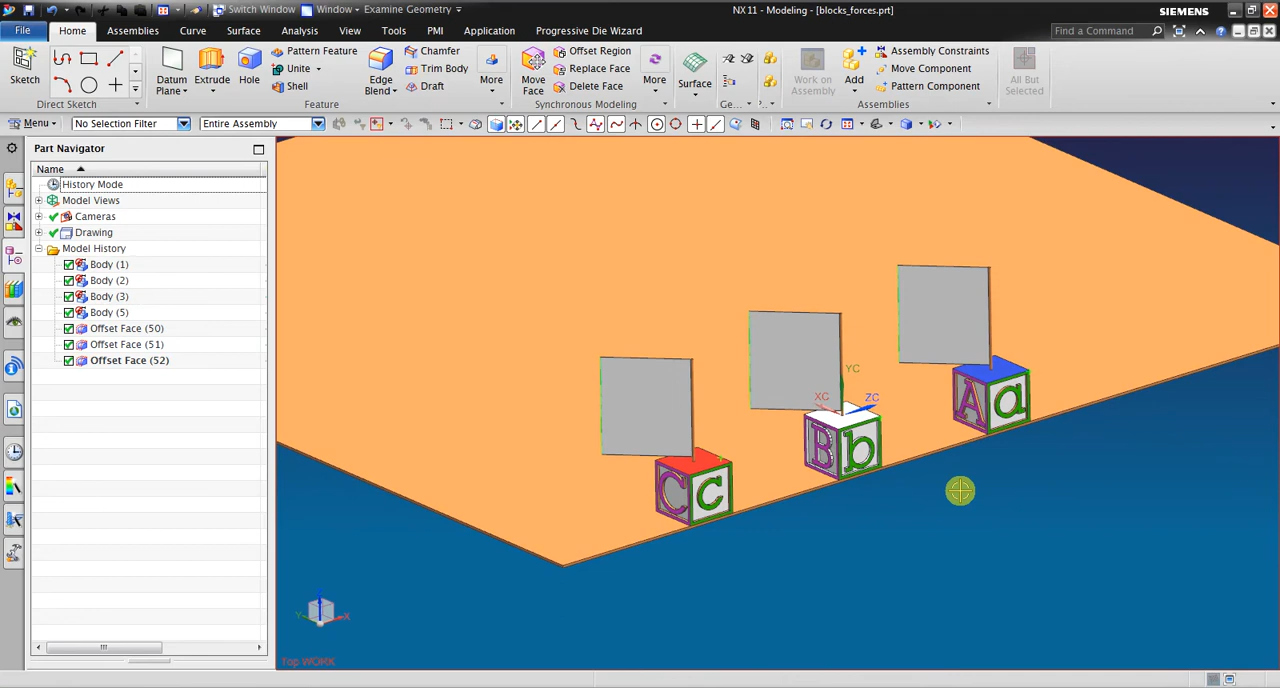 Switch Window Window Examine Geometry NX 11 - Modeling - [blocks_forces.prt] SIEMENS
File Home Assemblies Curve Surface Analysis View Tools PMI Application Progressive Die Wizard Find a Command
Sketch Datum Plane Extrude Hole Pattern Feature Unite Shell Edge Blend Chamfer Trim Body Draft More Move Face Offset Region Replace Face Delete Face More Surface Work on Assembly Add Assembly Constraints Move Component Pattern Component All But Selected
Direct Sketch Feature Synchronous Modeling Ge... P... Assemblies
Menu No Selection Filter Entire Assembly
Part Navigator
Name
History Mode
Model Views
Cameras
Drawing
Model History
Body (1)
Body (2)
Body (3)
Body (5)
Offset Face (50)
Offset Face (51)
Offset Face (52)
YC
XC ZC
A a
B b
C c
Y X
Top WORK